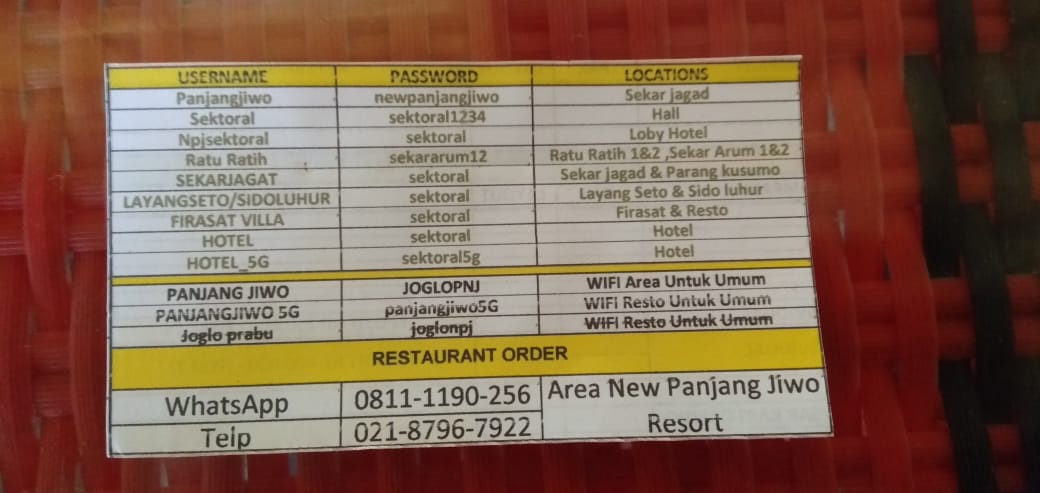 USERNAME PASSWORD LOCATIONS
Panjangjiwo newpanjangjiwo Sekar jagad
Sektoral sektoral1234 Hall
Npjsektoral sektoral Loby Hotel
Ratu Ratih sekararum12 Ratu Ratih 1&2 ,Sekar Arum 1&2
SEKARJAGAT sektoral Sekar jagad & Parang kusumo
LAYANGSETO/SIDOLUHUR sektoral Layang Seto & Sido luhur
FIRASAT VILLA sektoral Firasat & Resto
HOTEL sektoral Hotel
HOTEL_5G sektoral5g Hotel
PANJANG JIWO JOGLOPNJ WIFI Area Untuk Umum
PANJANGJIWO 5G panjangjiwo5G WIFI Resto Untuk Umum
Joglo prabu joglonpj WIFI Resto Untuk Umum
RESTAURANT ORDER
WhatsApp 0811-1190-256 Area New Panjang Jiwo
Telp 021-8796-7922 Resort